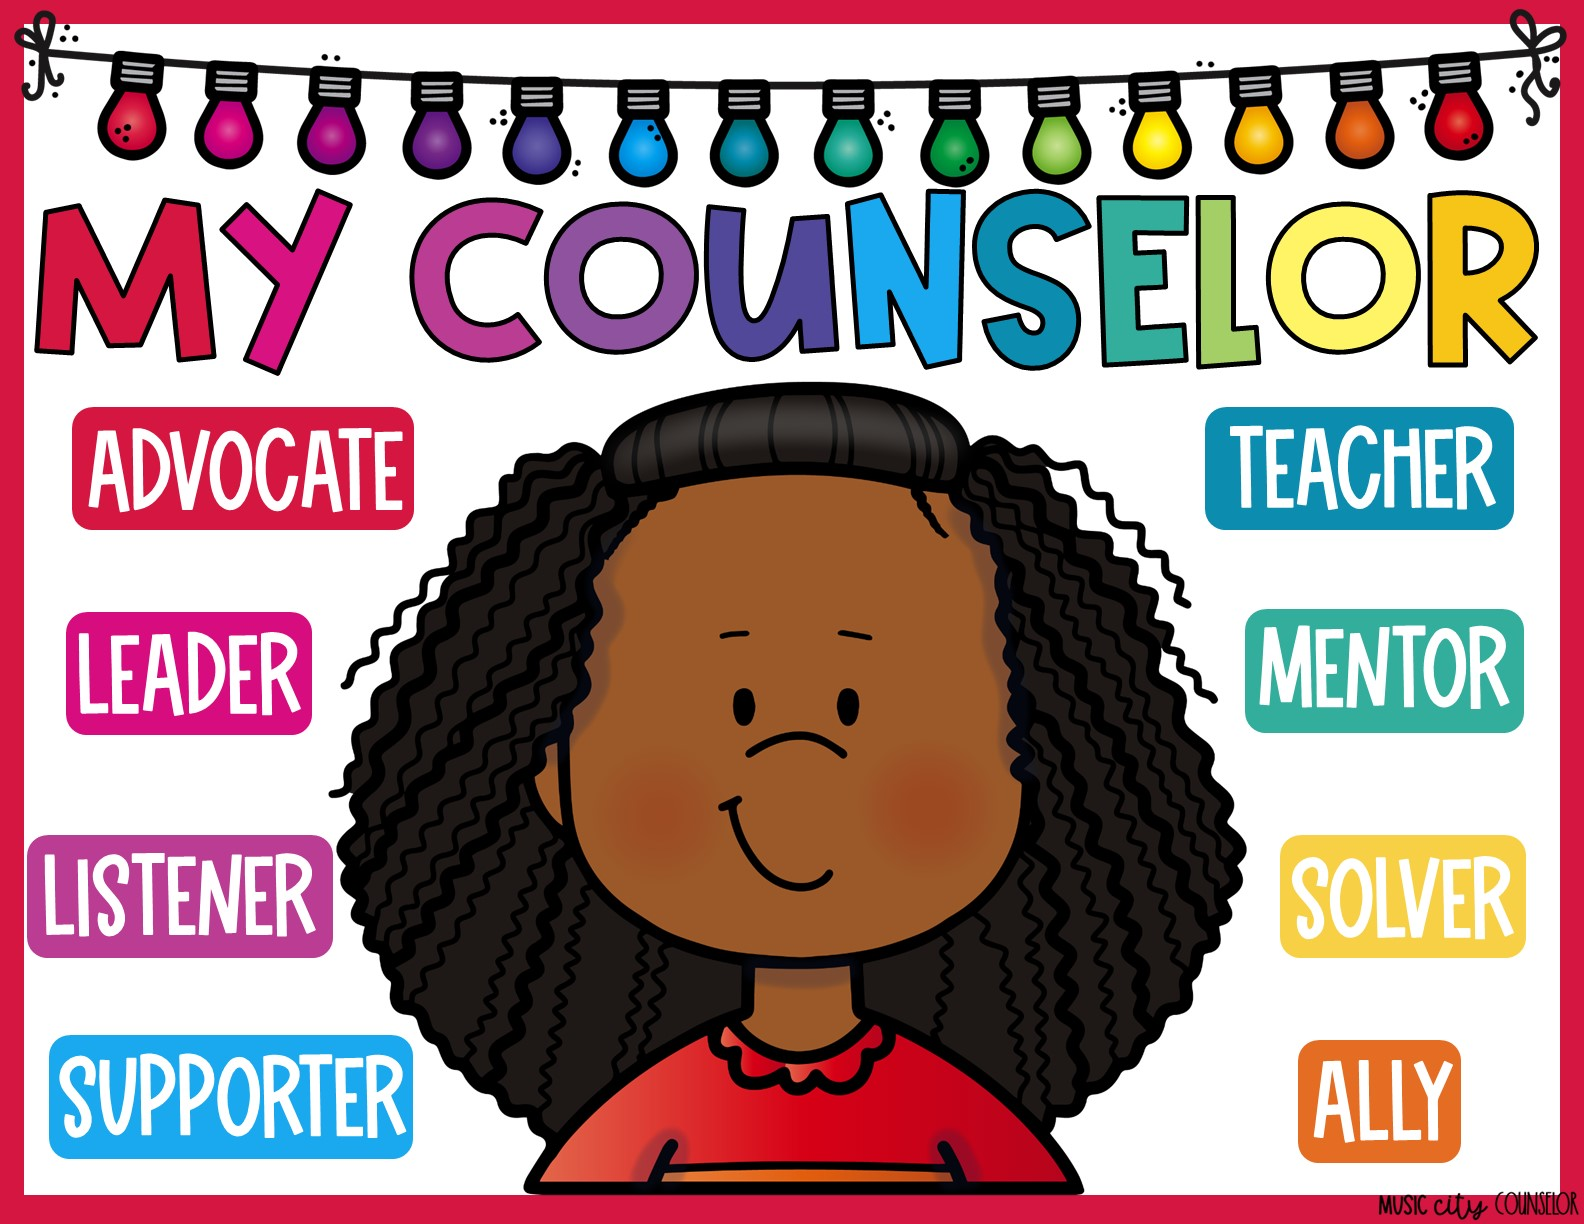 MY COUNSELOR
ADVOCATE
TEACHER
LEADER
MENTOR
LISTENER
SOLVER
SUPPORTER
ALLY
MUSIC city COUNSELOR